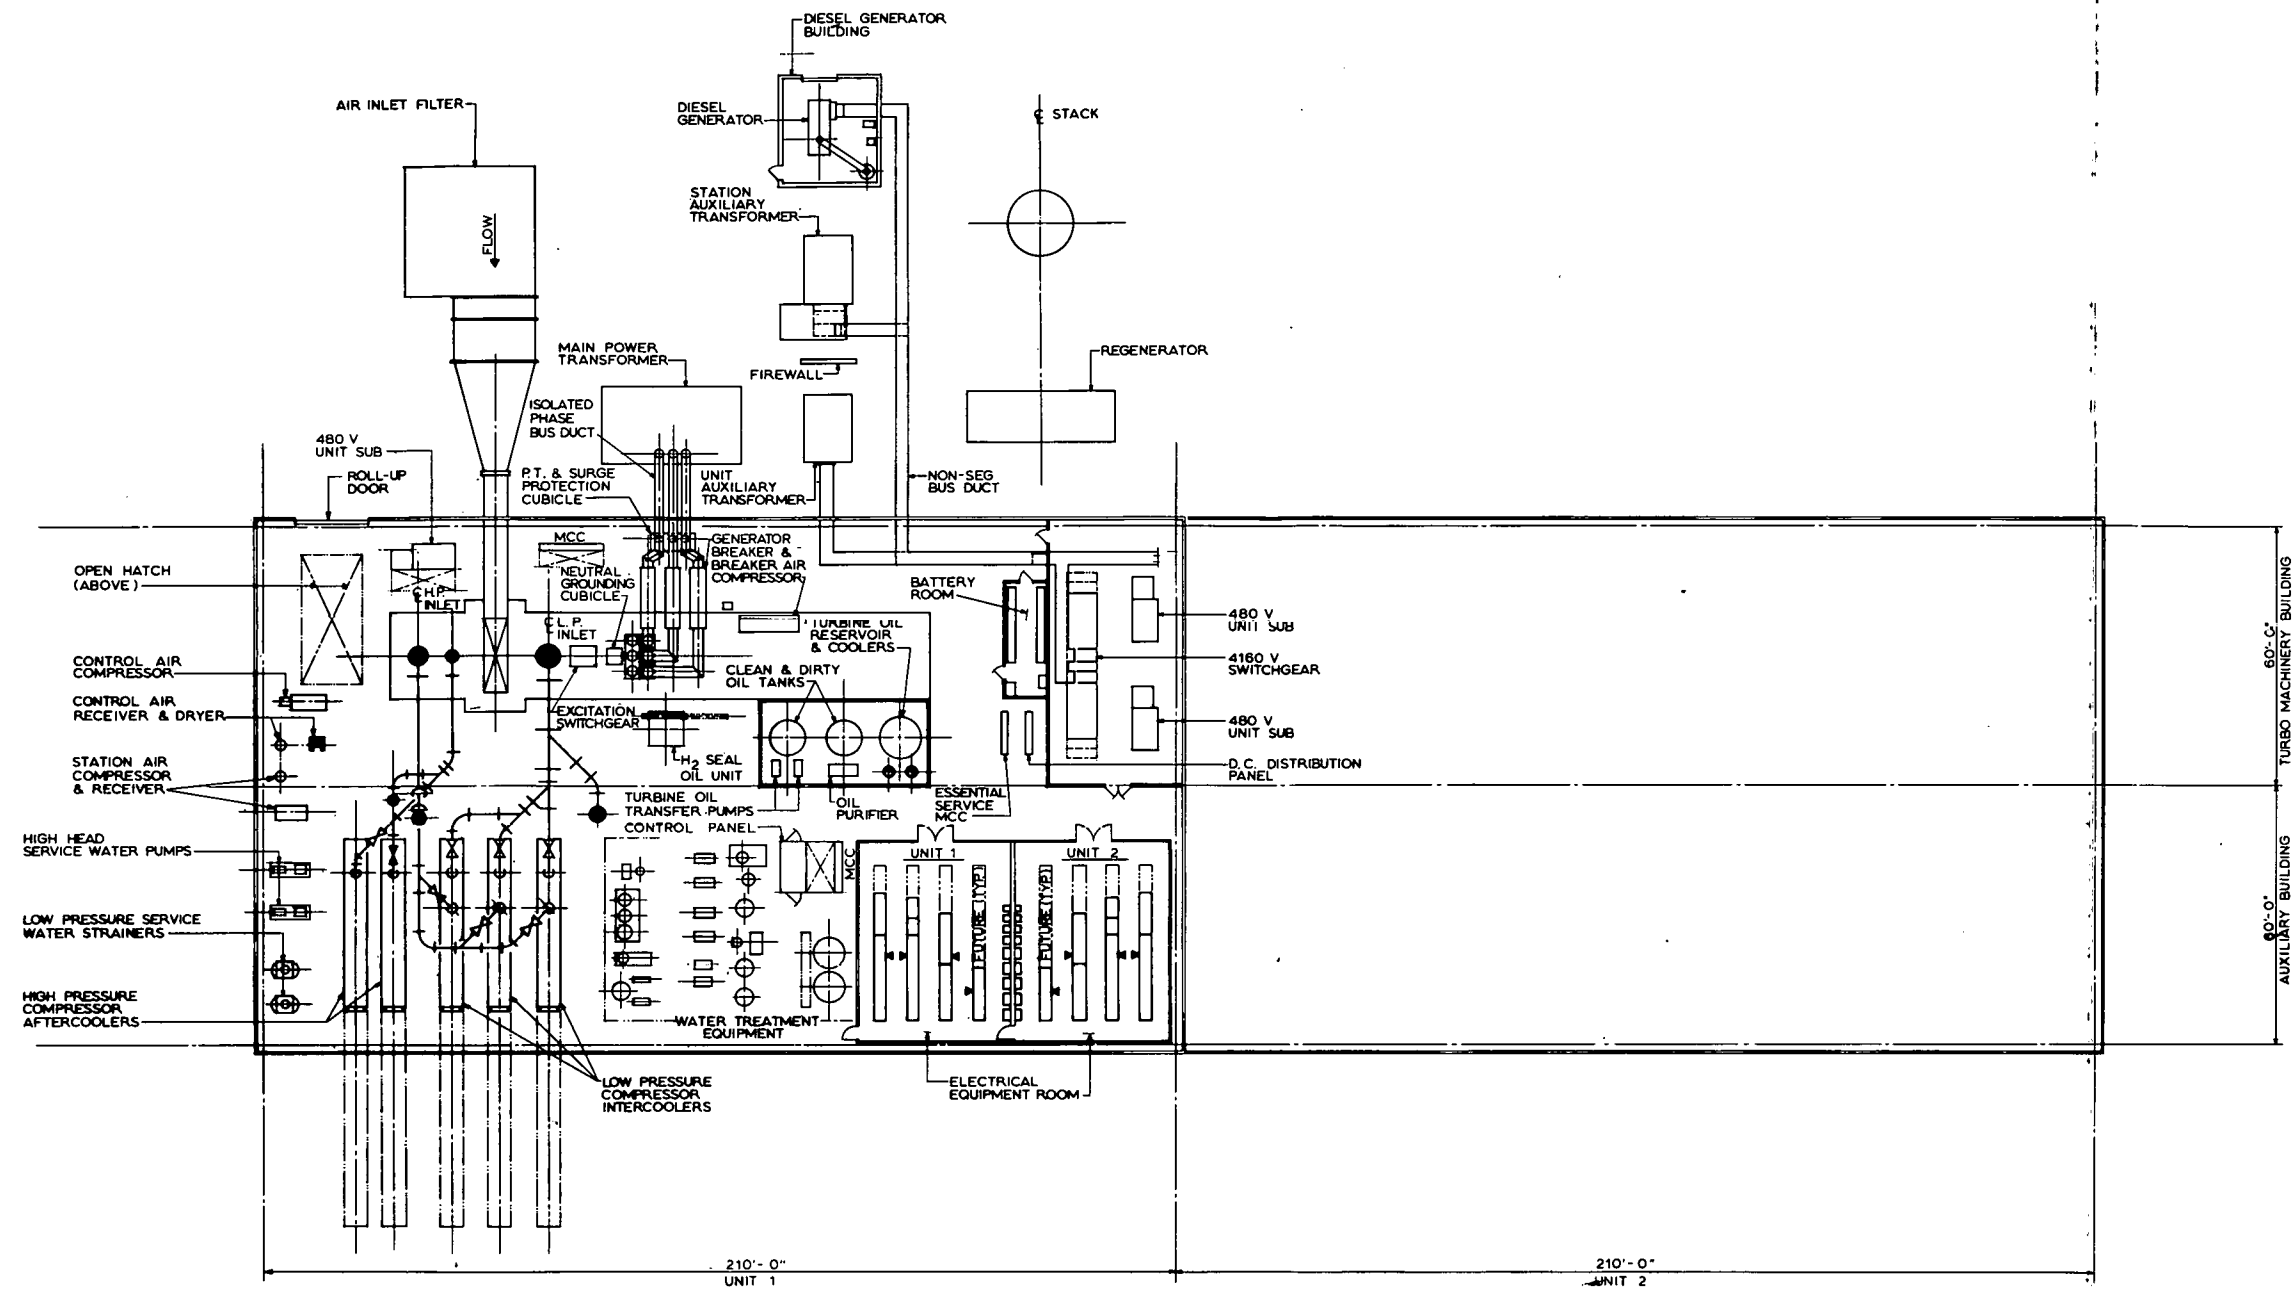 DIESEL GENERATOR
BUILDING
AIR INLET FILTER
DIESEL
GENERATOR
℄ STACK
STATION
AUXILIARY
TRANSFORMER
FLOW
MAIN POWER
TRANSFORMER
REGENERATOR
FIREWALL
ISOLATED
PHASE
BUS DUCT
480 V
UNIT SUB
ROLL-UP
DOOR
P.T. & SURGE
PROTECTION
CUBICLE
UNIT
AUXILIARY
TRANSFORMER
NON-SEG
BUS DUCT
MCC
GENERATOR
BREAKER &
BREAKER AIR
COMPRESSOR
OPEN HATCH
(ABOVE)
NEUTRAL
GROUNDING
CUBICLE
BATTERY
ROOM
℄ H.P.
INLET
℄ L.P.
INLET
TURBINE OIL
RESERVOIR
& COOLERS
480 V
UNIT SUB
CONTROL AIR
COMPRESSOR
CLEAN & DIRTY
OIL TANKS
4160 V
SWITCHGEAR
CONTROL AIR
RECEIVER & DRYER
EXCITATION
SWITCHGEAR
480 V
UNIT SUB
STATION AIR
COMPRESSOR
& RECEIVER
H2 SEAL
OIL UNIT
D.C. DISTRIBUTION
PANEL
TURBINE OIL
TRANSFER PUMPS
OIL
PURIFIER
ESSENTIAL
SERVICE
MCC
CONTROL PANEL
MCC
HIGH HEAD
SERVICE WATER PUMPS
UNIT 1
UNIT 2
FUTURE (TYP.)
FUTURE (TYP.)
LOW PRESSURE SERVICE
WATER STRAINERS
HIGH PRESSURE
COMPRESSOR
AFTERCOOLERS
WATER TREATMENT
EQUIPMENT
LOW PRESSURE
COMPRESSOR
INTERCOOLERS
ELECTRICAL
EQUIPMENT ROOM
60'-0"
TURBO MACHINERY BUILDING
60'-0"
AUXILIARY BUILDING
210'-0"
UNIT 1
210'-0"
UNIT 2